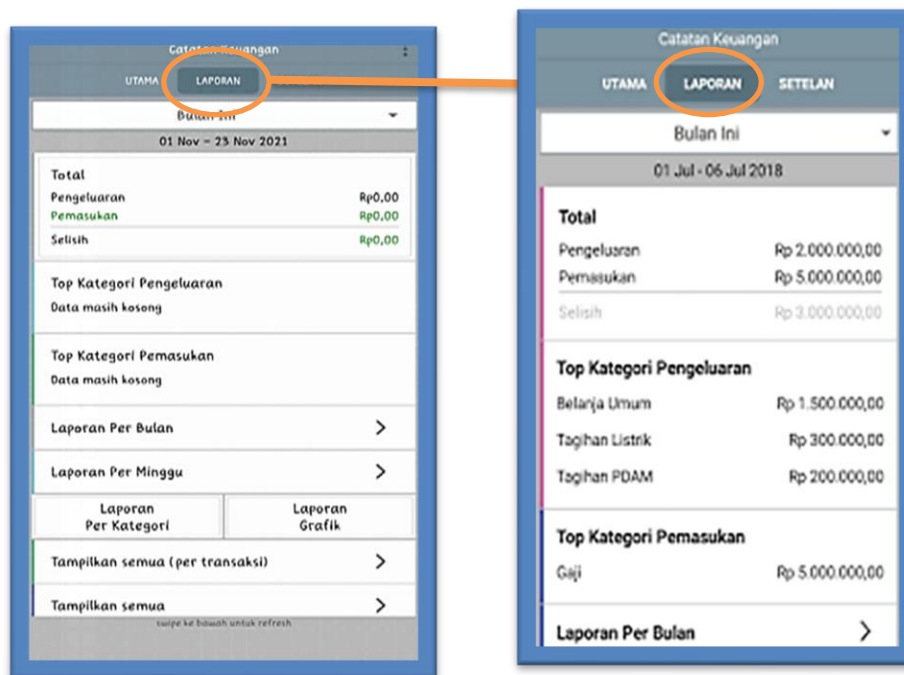 Catatan Keuangan
UTAMA LAPORAN
Bulan Ini
01 Nov – 23 Nov 2021
Total
Pengeluaran Rp0,00
Pemasukan Rp0,00
Selisih Rp0,00
Top Kategori Pengeluaran
Data masih kosong
Top Kategori Pemasukan
Data masih kosong
Laporan Per Bulan
Laporan Per Minggu
Laporan Per Kategori
Laporan Grafik
Tampilkan semua (per transaksi)
Tampilkan semua
swipe ke bawah untuk refresh
Catatan Keuangan
UTAMA LAPORAN SETELAN
Bulan Ini
01 Jul - 06 Jul 2018
Total
Pengeluaran Rp 2.000.000,00
Pemasukan Rp 5.000.000,00
Selisih Rp 3.000.000,00
Top Kategori Pengeluaran
Belanja Umum Rp 1.500.000,00
Tagihan Listrik Rp 300.000,00
Tagihan PDAM Rp 200.000,00
Top Kategori Pemasukan
Gaji Rp 5.000.000,00
Laporan Per Bulan